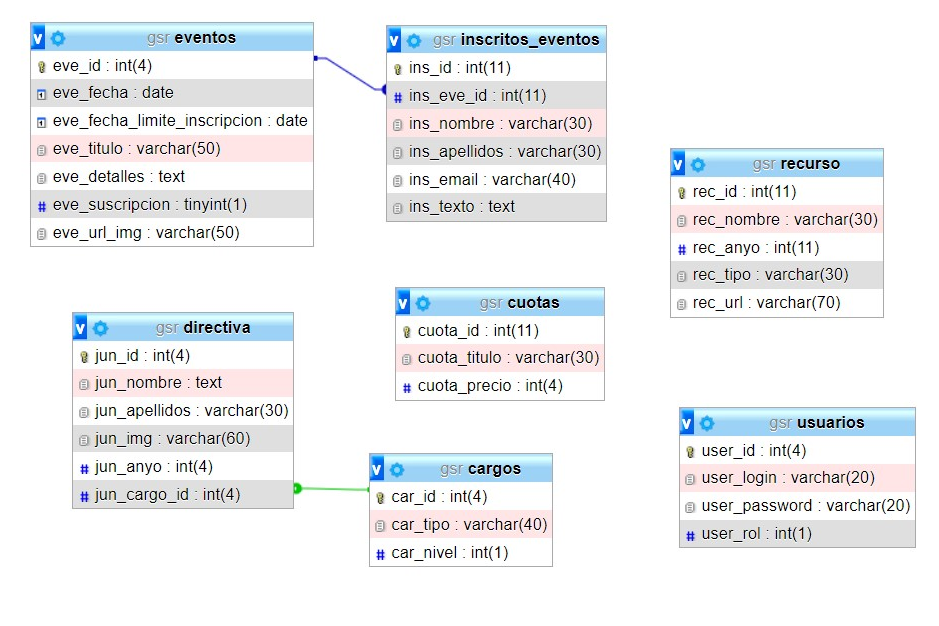 v gsr eventos
eve_id : int(4)
eve_fecha : date
eve_fecha_limite_inscripcion : date
eve_titulo : varchar(50)
eve_detalles : text
# eve_suscripcion : tinyint(1)
eve_url_img : varchar(50)
v gsr inscritos_eventos
ins_id : int(11)
# ins_eve_id : int(11)
ins_nombre : varchar(30)
ins_apellidos : varchar(30)
ins_email : varchar(40)
ins_texto : text
v gsr recurso
rec_id : int(11)
rec_nombre : varchar(30)
# rec_anyo : int(11)
rec_tipo : varchar(30)
rec_url : varchar(70)
v gsr directiva
jun_id : int(4)
jun_nombre : text
jun_apellidos : varchar(30)
jun_img : varchar(60)
# jun_anyo : int(4)
# jun_cargo_id : int(4)
v gsr cuotas
cuota_id : int(11)
cuota_titulo : varchar(30)
# cuota_precio : int(4)
v gsr cargos
car_id : int(4)
car_tipo : varchar(40)
# car_nivel : int(1)
v gsr usuarios
user_id : int(4)
user_login : varchar(20)
user_password : varchar(20)
# user_rol : int(1)